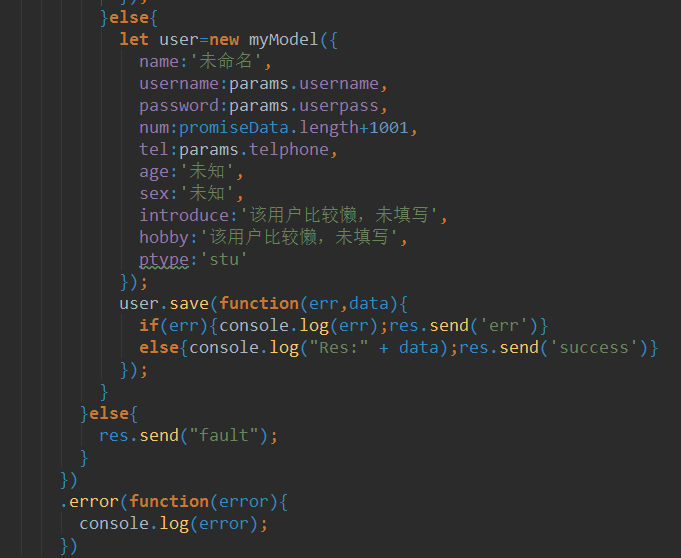 });
}else{
let user=new myModel({
name:'未命名',
username:params.username,
password:params.userpass,
num:promiseData.length+1001,
tel:params.telphone,
age:'未知',
sex:'未知',
introduce:'该用户比较懒，未填写',
hobby:'该用户比较懒，未填写',
ptype:'stu'
});
user.save(function(err,data){
if(err){console.log(err);res.send('err')}
else{console.log("Res:" + data);res.send('success')}
});
}
}else{
res.send("fault");
}
})
.error(function(error){
console.log(error);
})